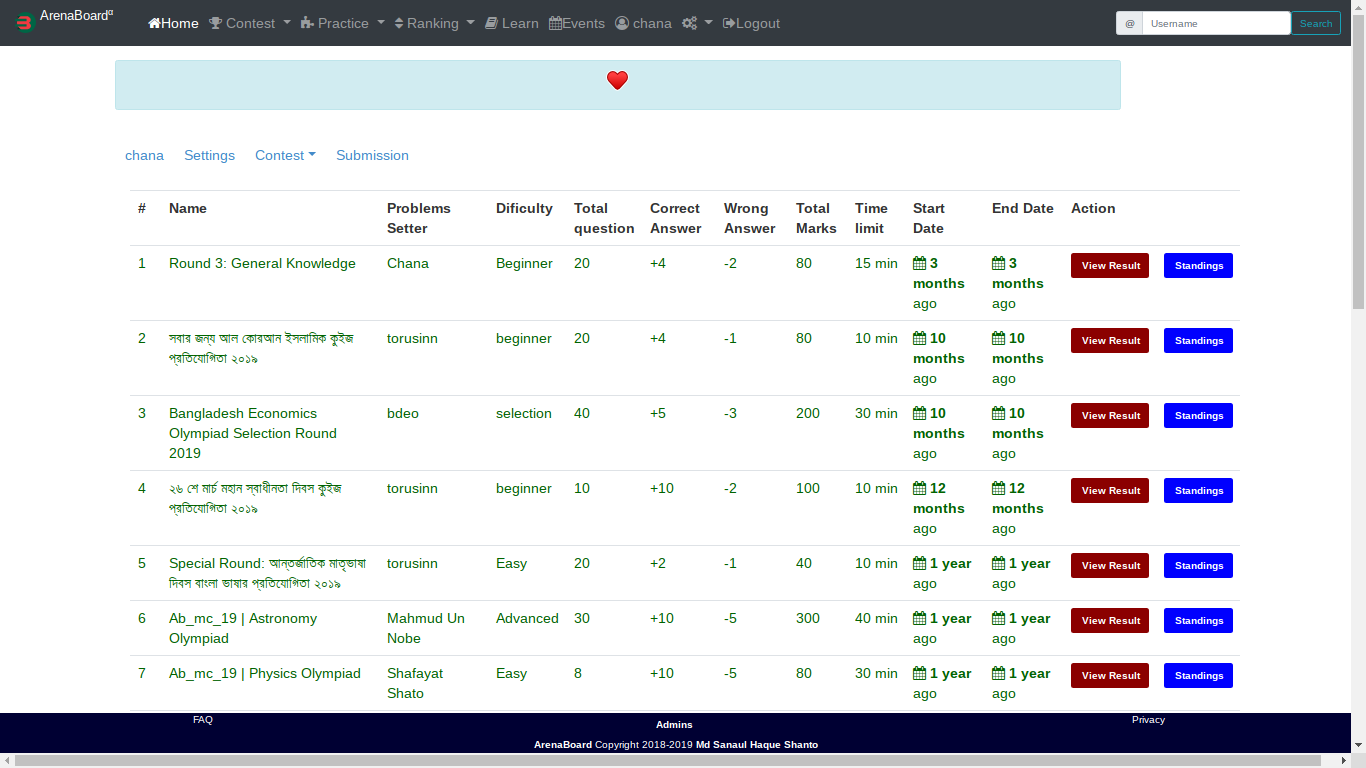 ArenaBoardα Home Contest Practice Ranking Learn Events chana Logout @ Username Search
chana Settings Contest Submission
# Name Problems Setter Dificulty Total question Correct Answer Wrong Answer Total Marks Time limit Start Date End Date Action
1 Round 3: General Knowledge Chana Beginner 20 +4 -2 80 15 min 3 months ago 3 months ago View Result Standings
2 সবার জন্য আল কোরআন ইসলামিক কুইজ প্রতিযোগিতা ২০১৯ torusinn beginner 20 +4 -1 80 10 min 10 months ago 10 months ago View Result Standings
3 Bangladesh Economics Olympiad Selection Round 2019 bdeo selection 40 +5 -3 200 30 min 10 months ago 10 months ago View Result Standings
4 ২৬ শে মার্চ মহান স্বাধীনতা দিবস কুইজ প্রতিযোগিতা ২০১৯ torusinn beginner 10 +10 -2 100 10 min 12 months ago 12 months ago View Result Standings
5 Special Round: আন্তর্জাতিক মাতৃভাষা দিবস বাংলা ভাষার প্রতিযোগিতা ২০১৯ torusinn Easy 20 +2 -1 40 10 min 1 year ago 1 year ago View Result Standings
6 Ab_mc_19 | Astronomy Olympiad Mahmud Un Nobe Advanced 30 +10 -5 300 40 min 1 year ago 1 year ago View Result Standings
7 Ab_mc_19 | Physics Olympiad Shafayat Shato Easy 8 +10 -5 80 30 min 1 year ago 1 year ago View Result Standings
FAQ Admins Privacy
ArenaBoard Copyright 2018-2019 Md Sanaul Haque Shanto